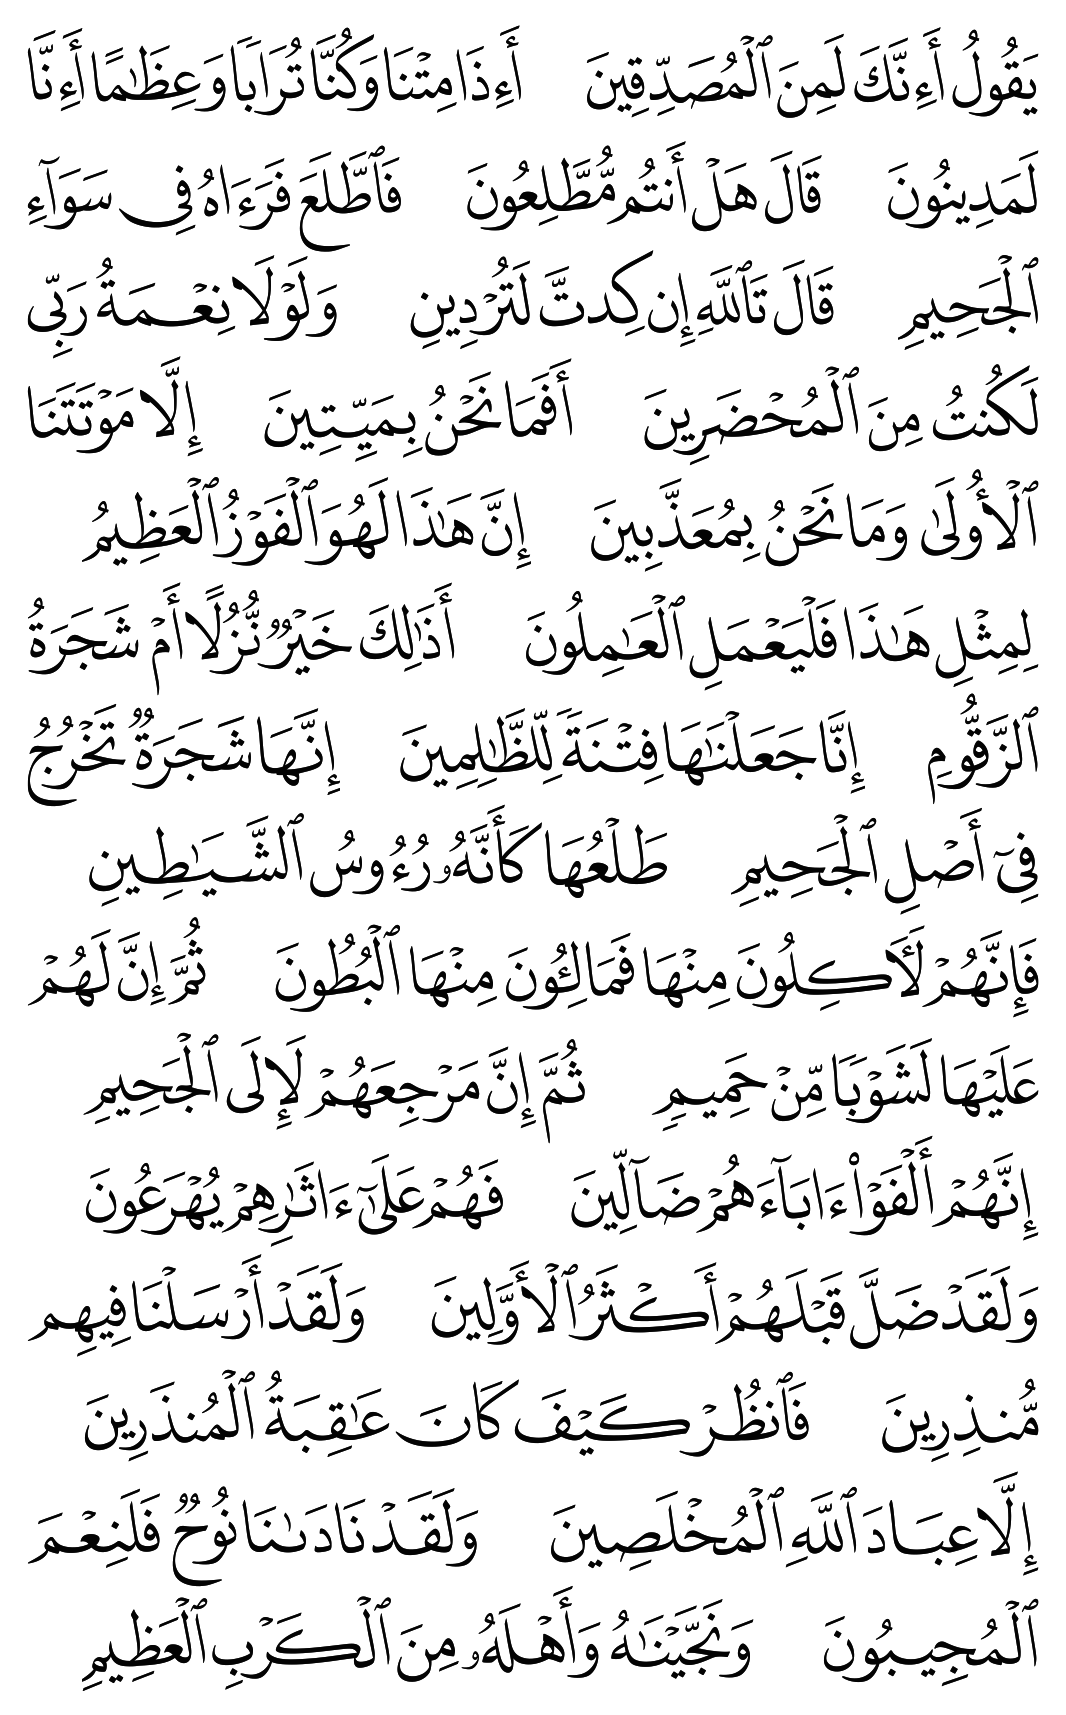 يَقُولُ أَءِنَّكَ لَمِنَ ٱلْمُصَدِّقِينَ أَءِذَا مِتْنَا وَكُنَّا تُرَابًا وَعِظَٰمًا أَءِنَّا
لَمَدِينُونَ قَالَ هَلْ أَنتُم مُّطَّلِعُونَ فَٱطَّلَعَ فَرَءَاهُ فِى سَوَآءِ
ٱلْجَحِيمِ قَالَ تَٱللَّهِ إِن كِدتَّ لَتُرْدِينِ وَلَوْلَا نِعْمَةُ رَبِّى
لَكُنتُ مِنَ ٱلْمُحْضَرِينَ أَفَمَا نَحْنُ بِمَيِّتِينَ إِلَّا مَوْتَتَنَا
ٱلْأُولَىٰ وَمَا نَحْنُ بِمُعَذَّبِينَ إِنَّ هَٰذَا لَهُوَ ٱلْفَوْزُ ٱلْعَظِيمُ
لِمِثْلِ هَٰذَا فَلْيَعْمَلِ ٱلْعَٰمِلُونَ أَذَٰلِكَ خَيْرٌ نُّزُلًا أَمْ شَجَرَةُ
ٱلزَّقُّومِ إِنَّا جَعَلْنَٰهَا فِتْنَةً لِّلظَّٰلِمِينَ إِنَّهَا شَجَرَةٌ تَخْرُجُ
فِىٓ أَصْلِ ٱلْجَحِيمِ طَلْعُهَا كَأَنَّهُۥ رُءُوسُ ٱلشَّيَٰطِينِ
فَإِنَّهُمْ لَءَاكِلُونَ مِنْهَا فَمَالِـُٔونَ مِنْهَا ٱلْبُطُونَ ثُمَّ إِنَّ لَهُمْ
عَلَيْهَا لَشَوْبًا مِّنْ حَمِيمٍ ثُمَّ إِنَّ مَرْجِعَهُمْ لَإِلَى ٱلْجَحِيمِ
إِنَّهُمْ أَلْفَوْا۟ ءَابَآءَهُمْ ضَآلِّينَ فَهُمْ عَلَىٰٓ ءَاثَٰرِهِمْ يُهْرَعُونَ
وَلَقَدْ ضَلَّ قَبْلَهُمْ أَكْثَرُ ٱلْأَوَّلِينَ وَلَقَدْ أَرْسَلْنَا فِيهِم
مُّنذِرِينَ فَٱنظُرْ كَيْفَ كَانَ عَٰقِبَةُ ٱلْمُنذَرِينَ
إِلَّا عِبَادَ ٱللَّهِ ٱلْمُخْلَصِينَ وَلَقَدْ نَادَىٰنَا نُوحٌ فَلَنِعْمَ
ٱلْمُجِيبُونَ وَنَجَّيْنَٰهُ وَأَهْلَهُۥ مِنَ ٱلْكَرْبِ ٱلْعَظِيمِ